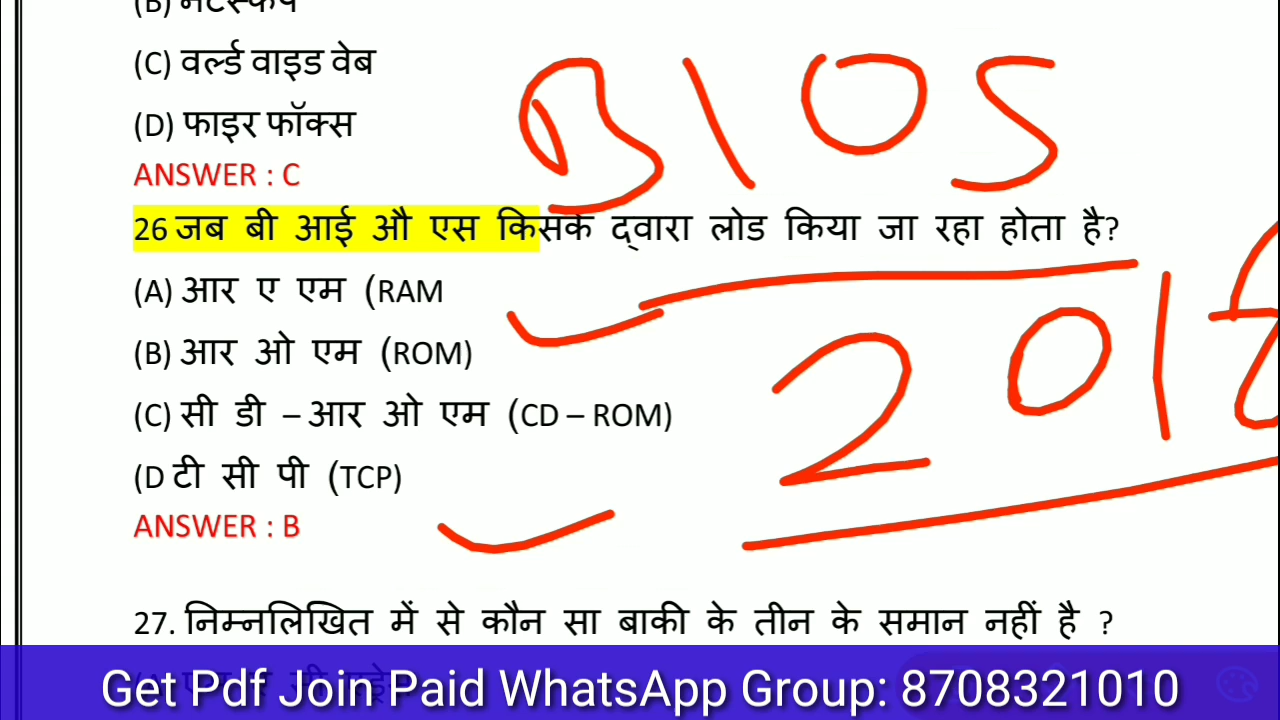 (B) नेटस्केप
(C) वर्ल्ड वाइड वेब
(D) फाइर फॉक्स
ANSWER : C
BIOS
26 जब बी आई औ एस किसके द्वारा लोड किया जा रहा होता है?
(A) आर ए एम (RAM
(B) आर ओ एम (ROM)
2018
(C) सी डी – आर ओ एम (CD – ROM)
(D टी सी पी (TCP)
ANSWER : B
27. निम्नलिखित में से कौन सा बाकी के तीन के समान नहीं है ?
Get Pdf Join Paid WhatsApp Group: 8708321010